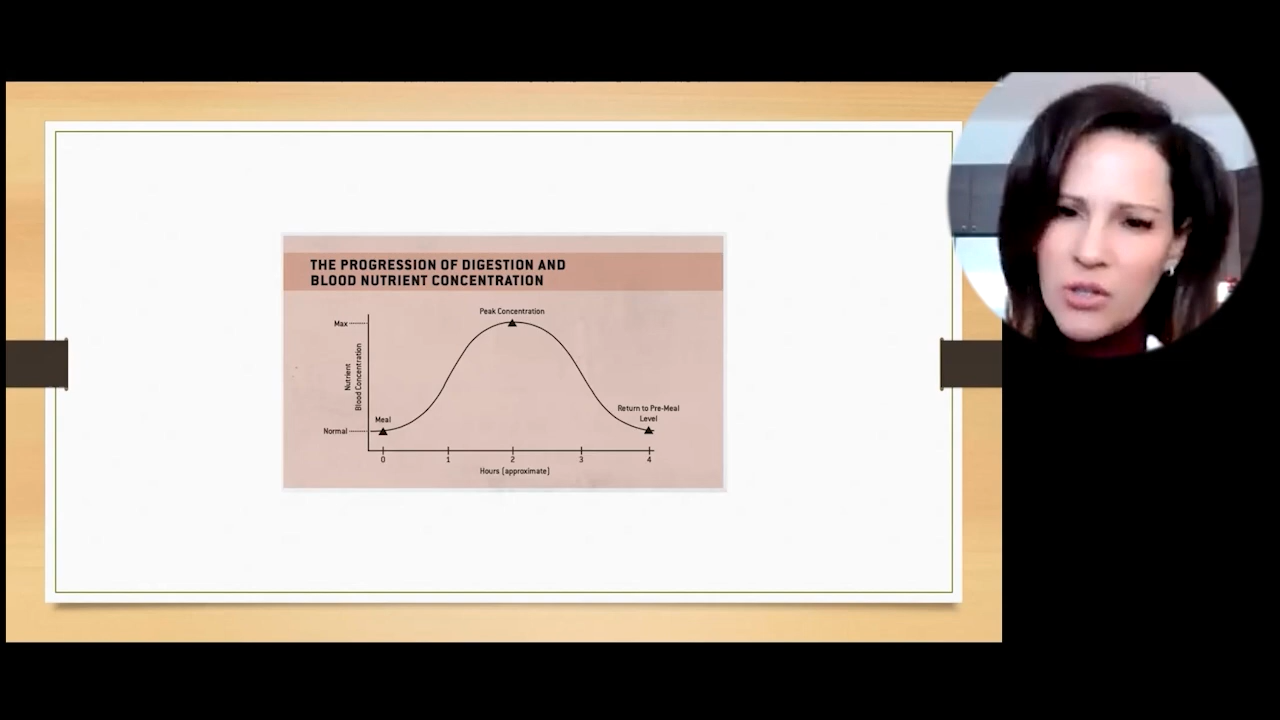 THE PROGRESSION OF DIGESTION AND
BLOOD NUTRIENT CONCENTRATION
Peak Concentration
Max
Nutrient
Blood Concentration
Meal
Return to Pre-Meal
Level
Normal
0 1 2 3 4
Hours (approximate)